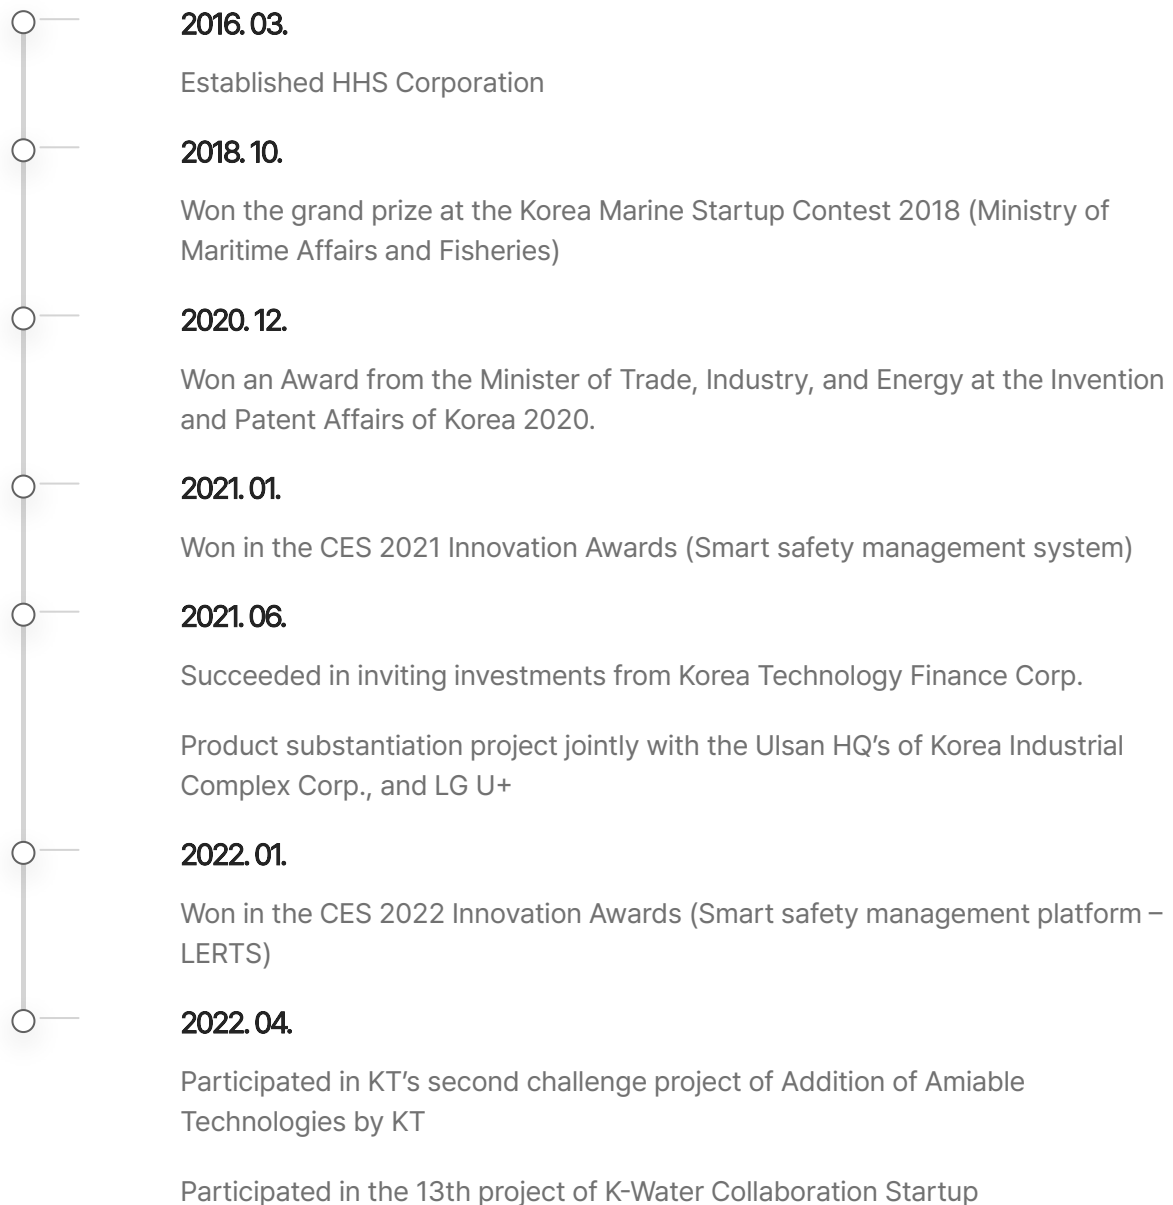 2016. 03.
Established HHS Corporation
2018. 10.
Won the grand prize at the Korea Marine Startup Contest 2018 (Ministry of
Maritime Affairs and Fisheries)
2020. 12.
Won an Award from the Minister of Trade, Industry, and Energy at the Invention
and Patent Affairs of Korea 2020.
2021. 01.
Won in the CES 2021 Innovation Awards (Smart safety management system)
2021. 06.
Succeeded in inviting investments from Korea Technology Finance Corp.
Product substantiation project jointly with the Ulsan HQ’s of Korea Industrial
Complex Corp., and LG U+
2022. 01.
Won in the CES 2022 Innovation Awards (Smart safety management platform –
LERTS)
2022. 04.
Participated in KT’s second challenge project of Addition of Amiable
Technologies by KT
Participated in the 13th project of K-Water Collaboration Startup